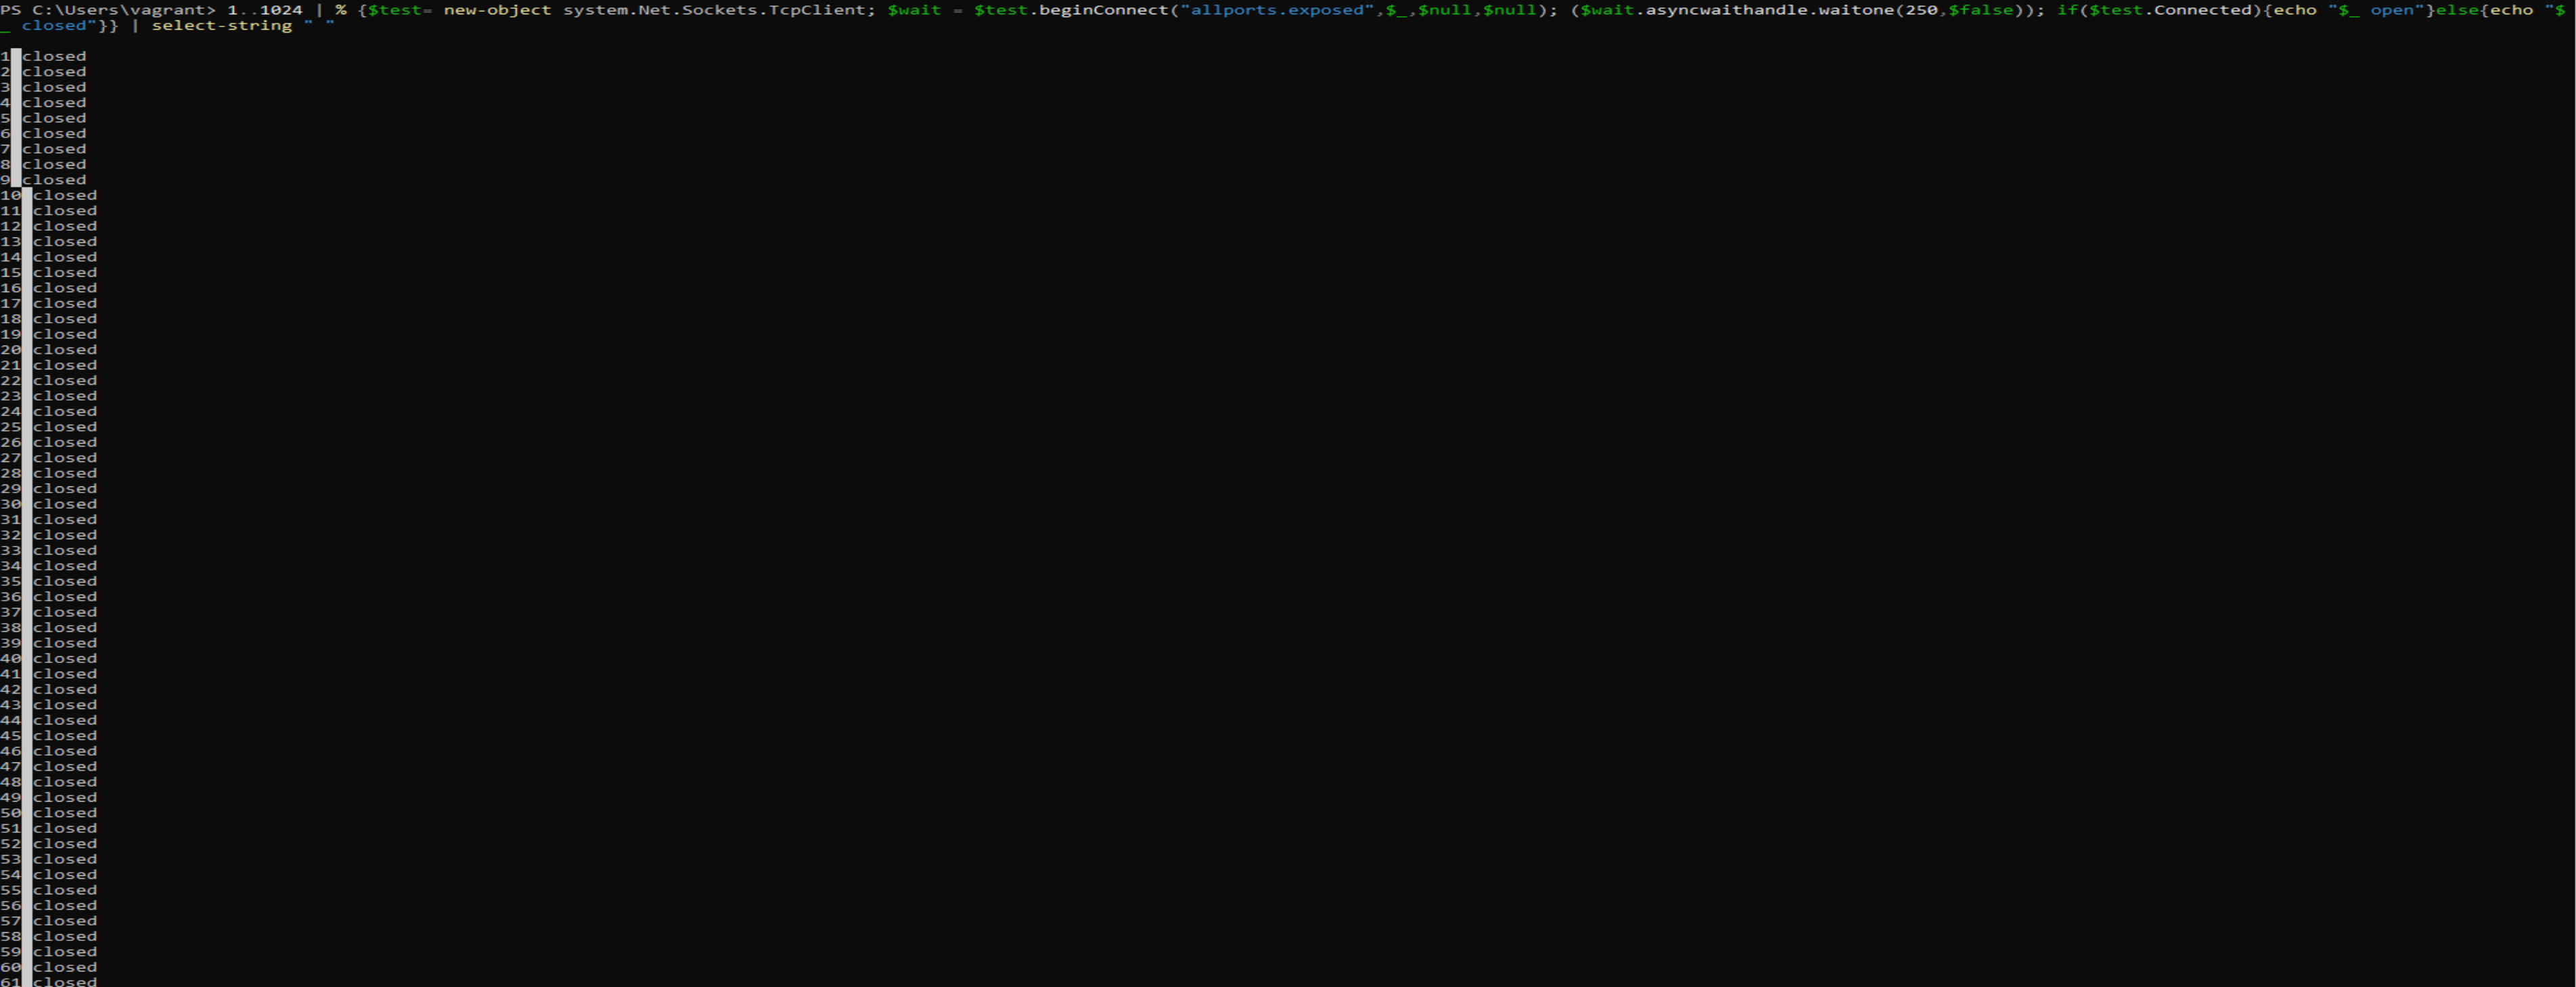 PS C:\Users\vagrant> 1..1024 | % {$test= new-object system.Net.Sockets.TcpClient; $wait = $test.beginConnect("allports.exposed",$_,$null,$null); ($wait.asyncwaithandle.waitone(250,$false)); if($test.Connected){echo "$_ open"}else{echo "$
_ closed"}} | select-string " "
1 closed
2 closed
3 closed
4 closed
5 closed
6 closed
7 closed
8 closed
9 closed
10 closed
11 closed
12 closed
13 closed
14 closed
15 closed
16 closed
17 closed
18 closed
19 closed
20 closed
21 closed
22 closed
23 closed
24 closed
25 closed
26 closed
27 closed
28 closed
29 closed
30 closed
31 closed
32 closed
33 closed
34 closed
35 closed
36 closed
37 closed
38 closed
39 closed
40 closed
41 closed
42 closed
43 closed
44 closed
45 closed
46 closed
47 closed
48 closed
49 closed
50 closed
51 closed
52 closed
53 closed
54 closed
55 closed
56 closed
57 closed
58 closed
59 closed
60 closed
61 closed